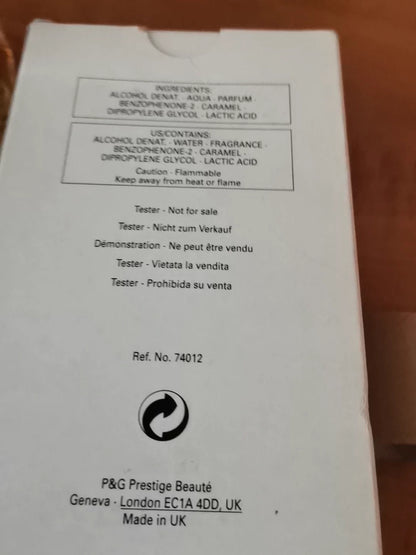 INGREDIENTS:
ALCOHOL DENAT. · AQUA · PARFUM ·
BENZOPHENONE-2 · CARAMEL ·
DIPROPYLENE GLYCOL · LACTIC ACID
US/CONTAINS:
ALCOHOL DENAT. · WATER · FRAGRANCE ·
BENZOPHENONE-2 · CARAMEL ·
DIPROPYLENE GLYCOL · LACTIC ACID
Caution - Flammable
Keep away from heat or flame
Tester - Not for sale
Tester - Nicht zum Verkauf
Démonstration - Ne peut être vendu
Tester - Vietata la vendita
Tester - Prohibida su venta
Ref. No. 74012
P&G Prestige Beauté
Geneva - London EC1A 4DD, UK
Made in UK